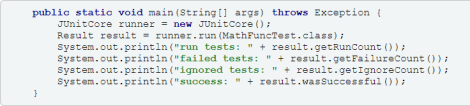 public static void main(String[] args) throws Exception {
JUnitCore runner = new JUnitCore();
Result result = runner.run(MathFuncTest.class);
System.out.println("run tests: " + result.getRunCount());
System.out.println("failed tests: " + result.getFailureCount());
System.out.println("ignored tests: " + result.getIgnoreCount());
System.out.println("success: " + result.wasSuccessful());
}